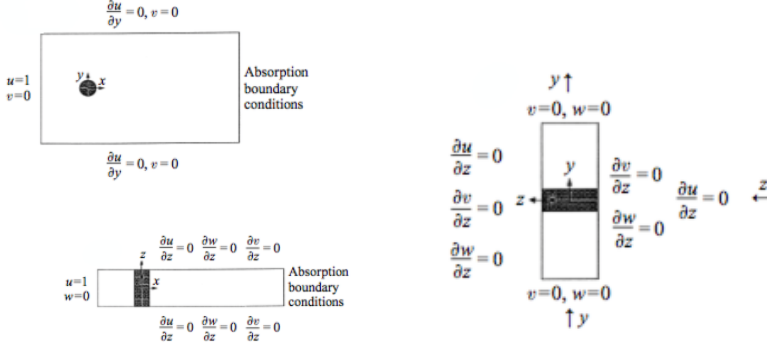 ∂u/∂y = 0, v = 0
u=1
v=0
y
x
Absorption
boundary
conditions
∂u/∂y = 0, v = 0
z
∂u/∂z = 0 ∂w/∂z = 0 ∂v/∂z = 0
u=1
w=0
x
Absorption
boundary
conditions
∂u/∂z = 0 ∂w/∂z = 0 ∂v/∂z = 0
y↑
v=0, w=0
∂u/∂z = 0
∂v/∂z = 0
∂w/∂z = 0
y
z
∂v/∂z = 0
∂w/∂z = 0
∂u/∂z = 0
z
←
v=0, w=0
↑y